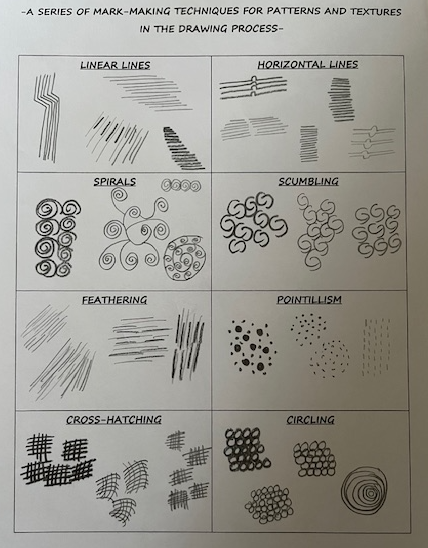 -A SERIES OF MARK-MAKING TECHNIQUES FOR PATTERNS AND TEXTURES
IN THE DRAWING PROCESS-
LINEAR LINES
HORIZONTAL LINES
SPIRALS
SCUMBLING
FEATHERING
POINTILLISM
CROSS-HATCHING
CIRCLING